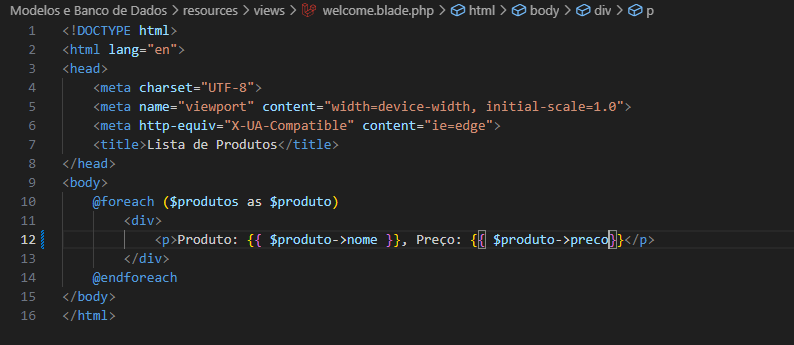 Modelos e Banco de Dados > resources > views > welcome.blade.php > html > body > div > p
1 <!DOCTYPE html>
2 <html lang="en">
3 <head>
4     <meta charset="UTF-8">
5     <meta name="viewport" content="width=device-width, initial-scale=1.0">
6     <meta http-equiv="X-UA-Compatible" content="ie=edge">
7     <title>Lista de Produtos</title>
8 </head>
9 <body>
10     @foreach ($produtos as $produto)
11         <div>
12             <p>Produto: {{ $produto->nome }}, Preço: {{ $produto->preco}}</p>
13         </div>
14     @endforeach
15 </body>
16 </html>